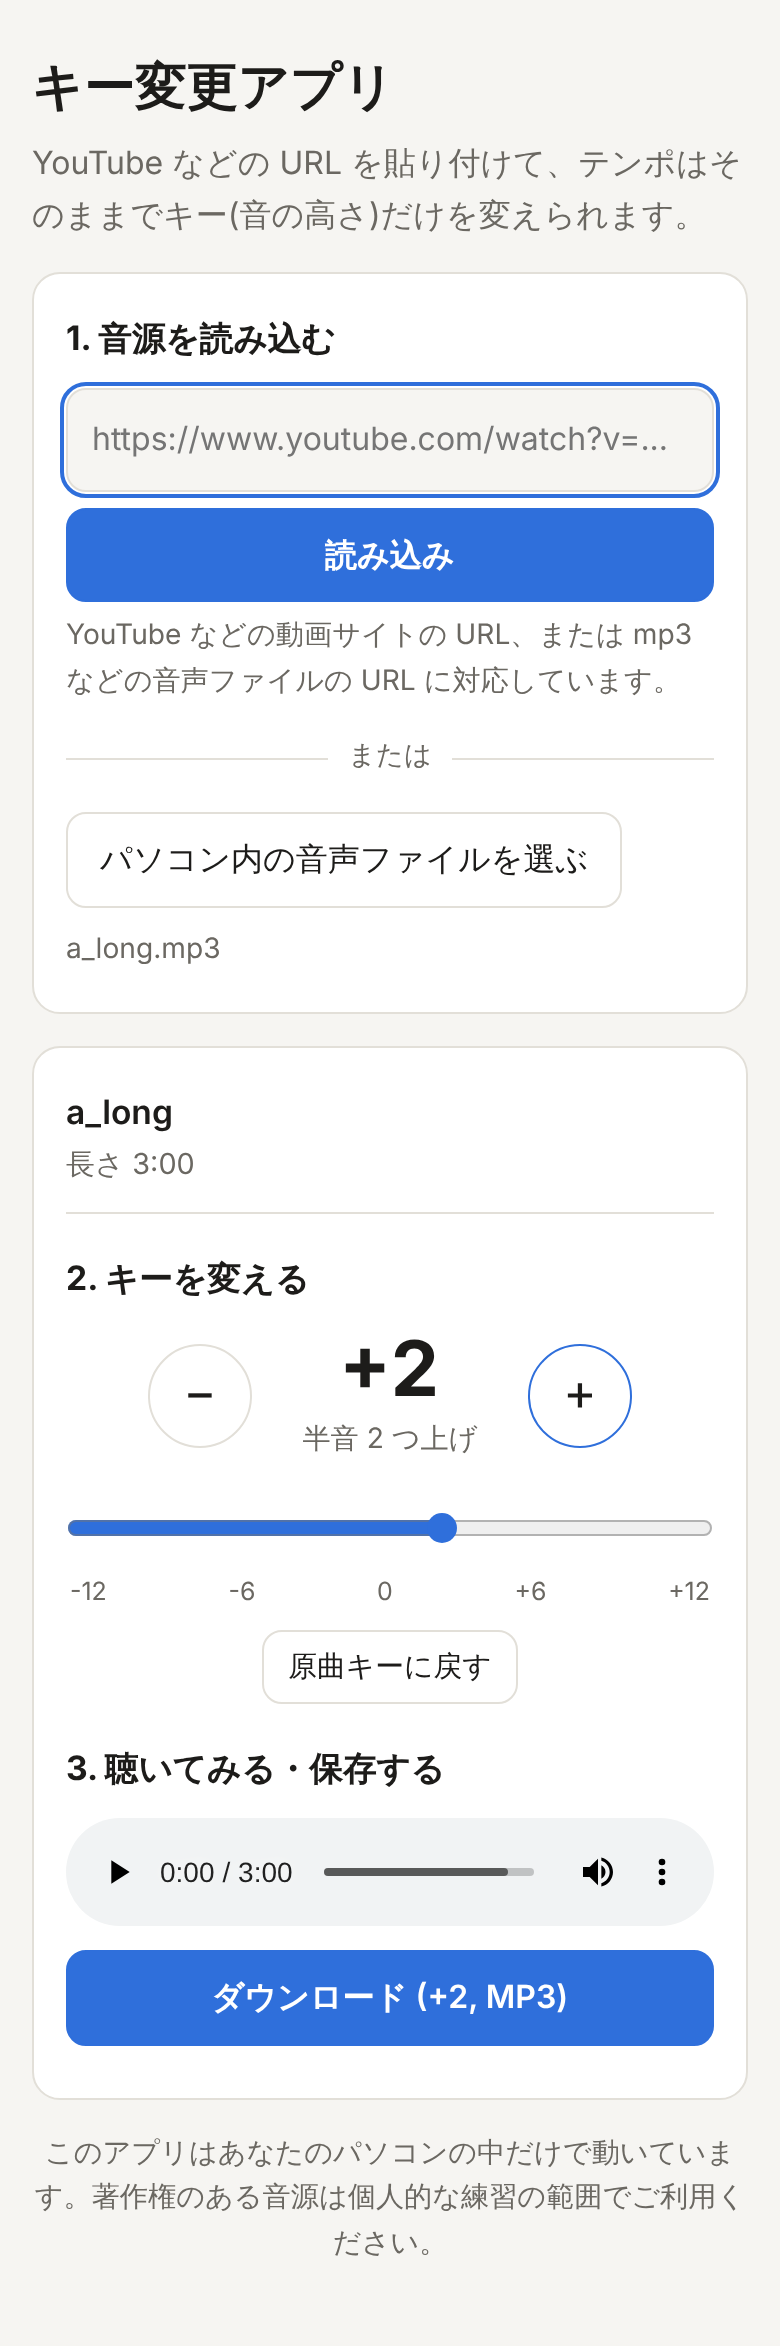 キー変更アプリ
YouTube などの URL を貼り付けて、テンポはそ
のままでキー(音の高さ)だけを変えられます。
1. 音源を読み込む
https://www.youtube.com/watch?v=...
読み込み
YouTube などの動画サイトの URL、または mp3
などの音声ファイルの URL に対応しています。
または
パソコン内の音声ファイルを選ぶ
a_long.mp3
a_long
長さ 3:00
2. キーを変える
− +2 +
半音 2 つ上げ
-12 -6 0 +6 +12
原曲キーに戻す
3. 聴いてみる・保存する
0:00 / 3:00
ダウンロード (+2, MP3)
このアプリはあなたのパソコンの中だけで動いていま
す。著作権のある音源は個人的な練習の範囲でご利用く
ださい。